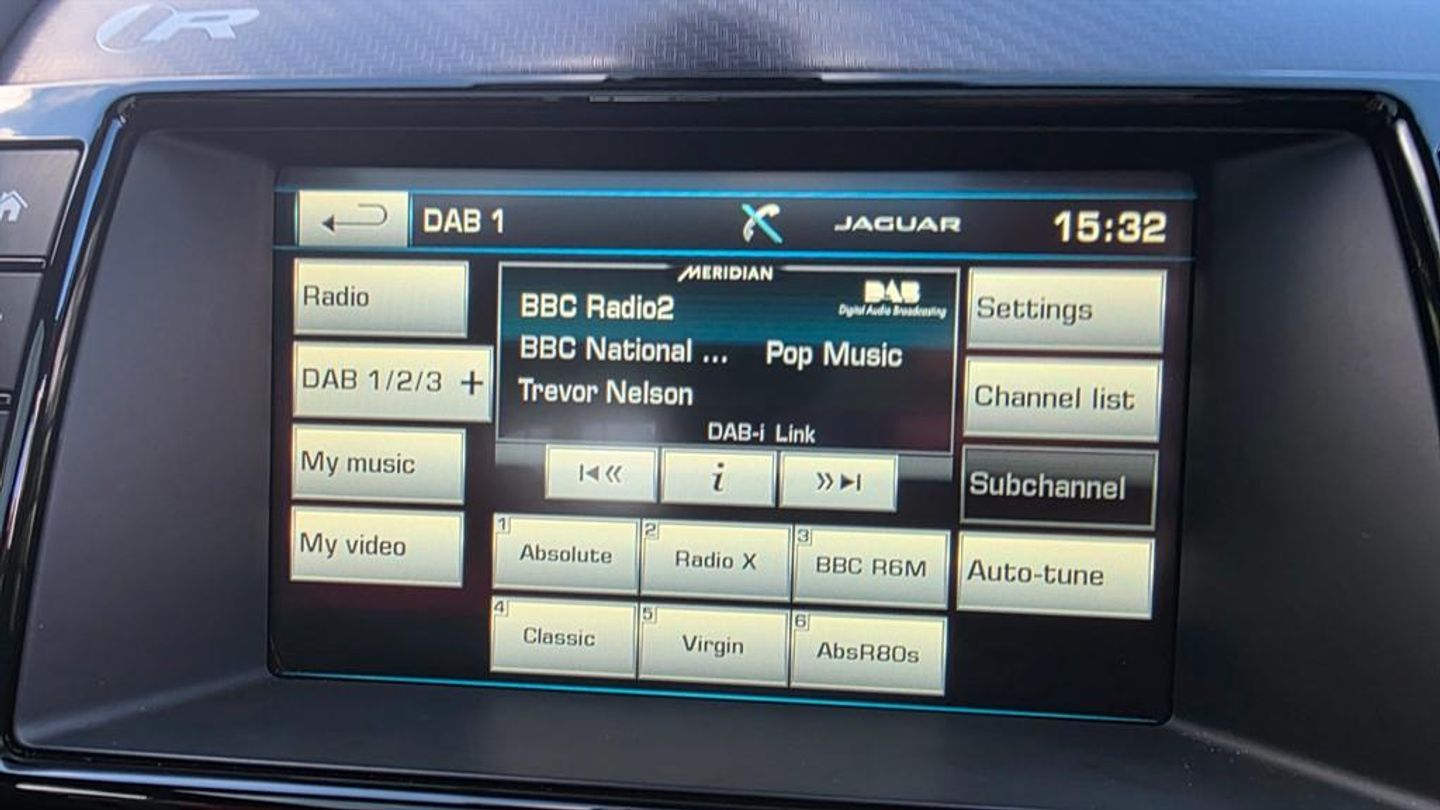 R
DAB 1
JAGUAR
15:32
Radio
DAB 1/2/3 +
My music
My video
MERIDIAN
DAB
Digital Audio Broadcasting
BBC Radio2
BBC National ...
Pop Music
Trevor Nelson
DAB-i Link
i
1 Absolute
2 Radio X
3 BBC R6M
4 Classic
5 Virgin
6 AbsR80s
Settings
Channel list
Subchannel
Auto-tune